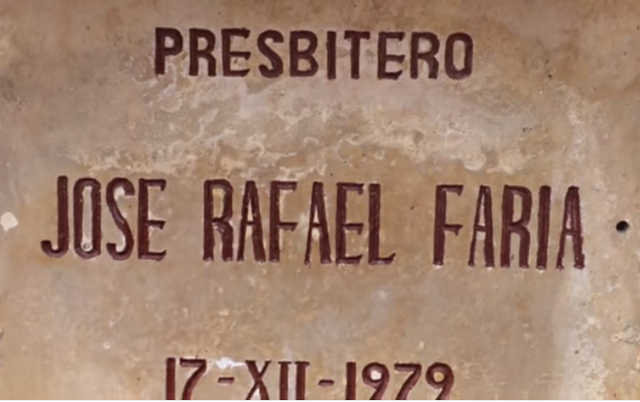 PRESBITERO
JOSE RAFAEL FARIA
17-XII-1979